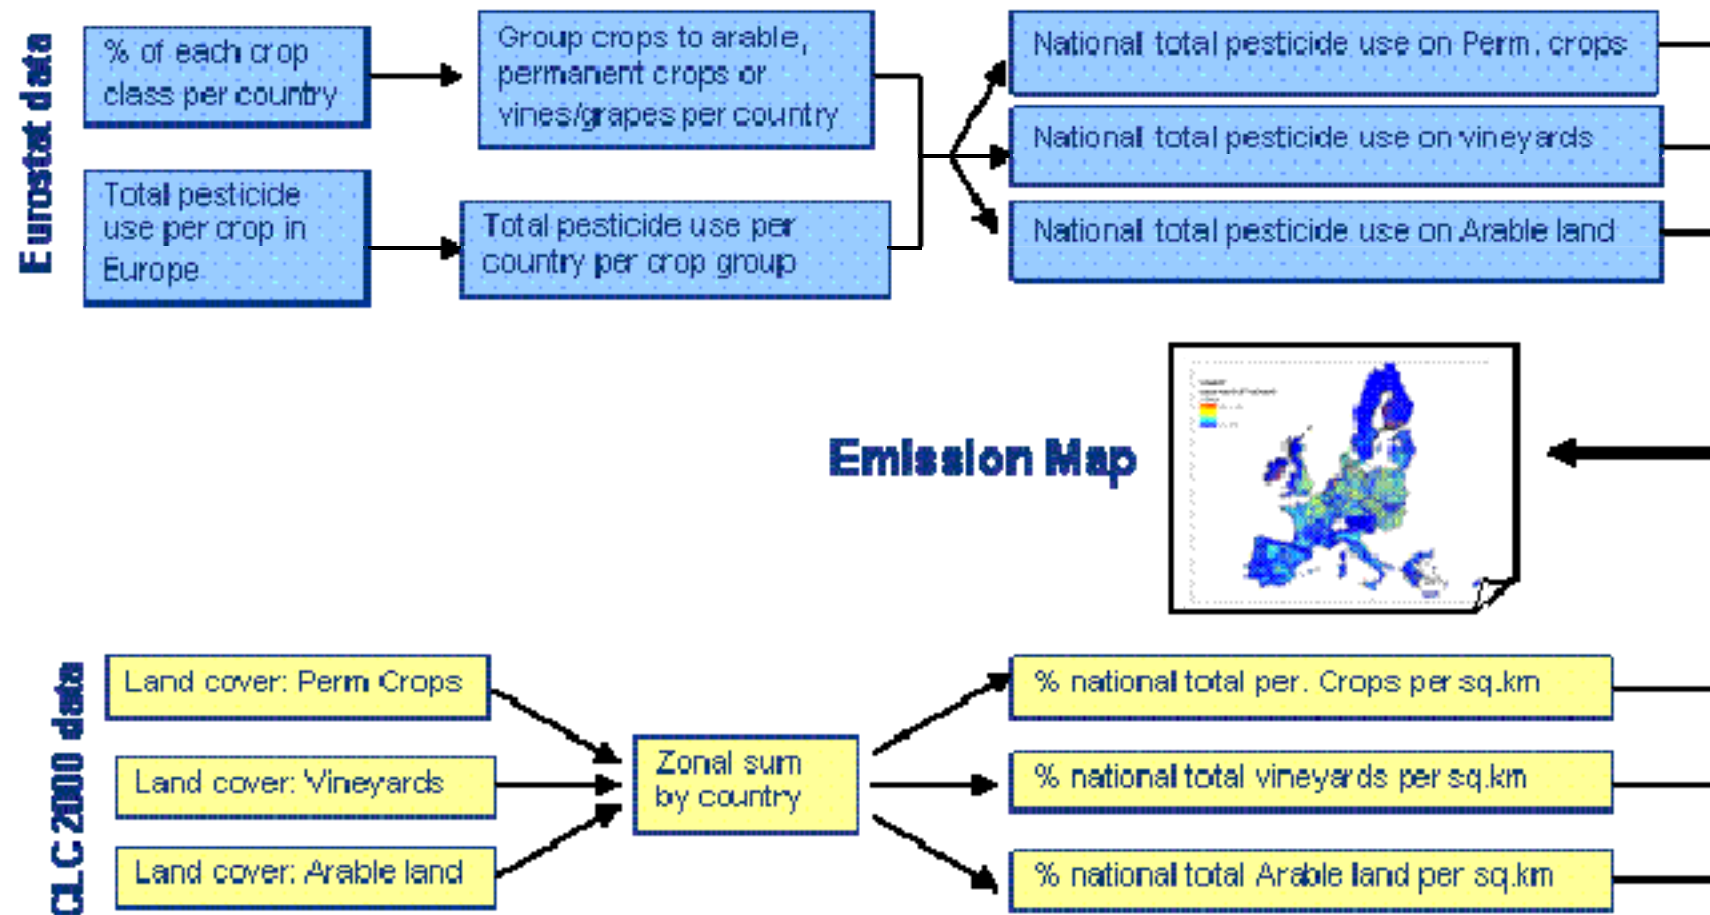 Eurostat data
% of each crop
class per country
Group crops to arable,
permanent crops or
vines/grapes per country
National total pesticide use on Perm. crops
National total pesticide use on vineyards
National total pesticide use on Arable land
Total pesticide
use per crop in
Europe
Total pesticide use per
country per crop group
Emission Map
CLC 2000 data
Land cover: Perm Crops
Land cover: Vineyards
Land cover: Arable land
Zonal sum
by country
% national total per. Crops per sq.km
% national total vineyards per sq.km
% national total Arable land per sq.km